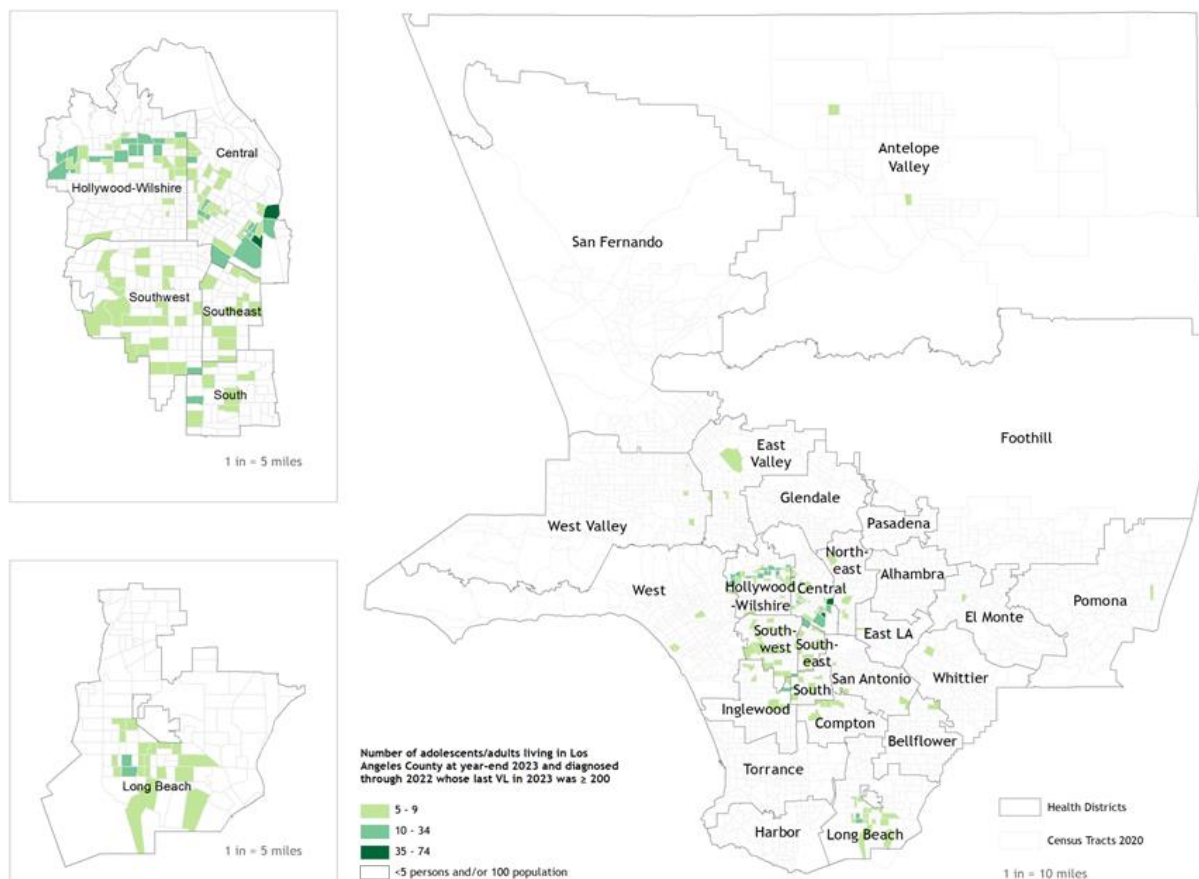 Central
Hollywood-Wilshire
Southwest
Southeast
South
1 in = 5 miles
Long Beach
1 in = 5 miles
Antelope
Valley
San Fernando
Foothill
East
Valley
Glendale
West Valley
Pasadena
North-
east
Alhambra
West
Hollywood
-Wilshire
Central
Pomona
El Monte
East LA
South-
west
South-
east
San Antonio
Whittier
South
Inglewood
Compton
Bellflower
Torrance
Harbor
Long Beach
Number of adolescents/adults living in Los
Angeles County at year-end 2023 and diagnosed
through 2022 whose last VL in 2023 was ≥ 200
5 - 9
10 - 34
35 - 74
<5 persons and/or 100 population
Health Districts
Census Tracts 2020
1 in = 10 miles